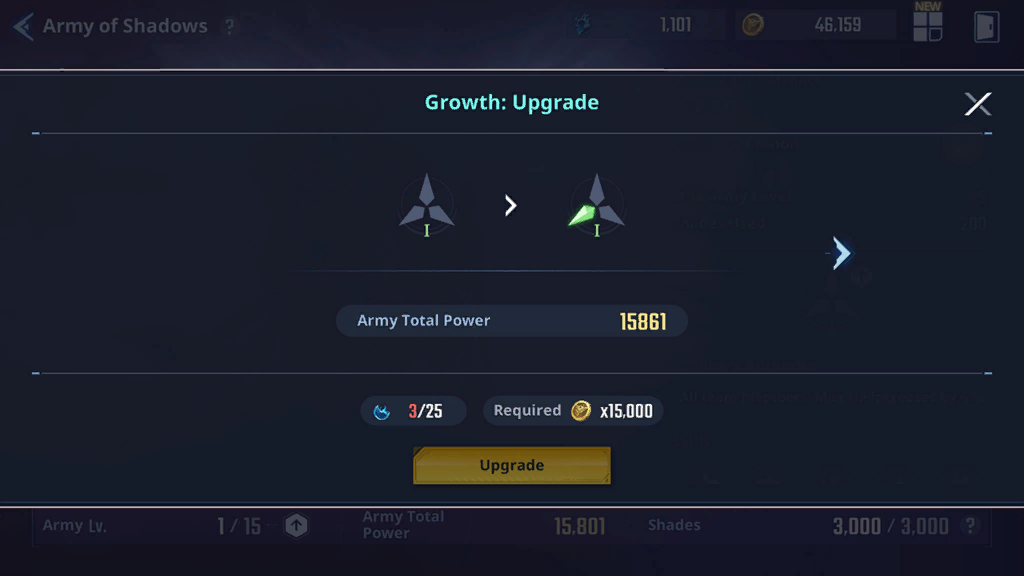 Army of Shadows ?
1,101
46,159
NEW
Growth: Upgrade
I
I
Army Total Power 15861
3/25
Required x15,000
Upgrade
Army Lv. 1 / 15
Army Total Power 15,801
Shades 3,000 / 3,000 ?